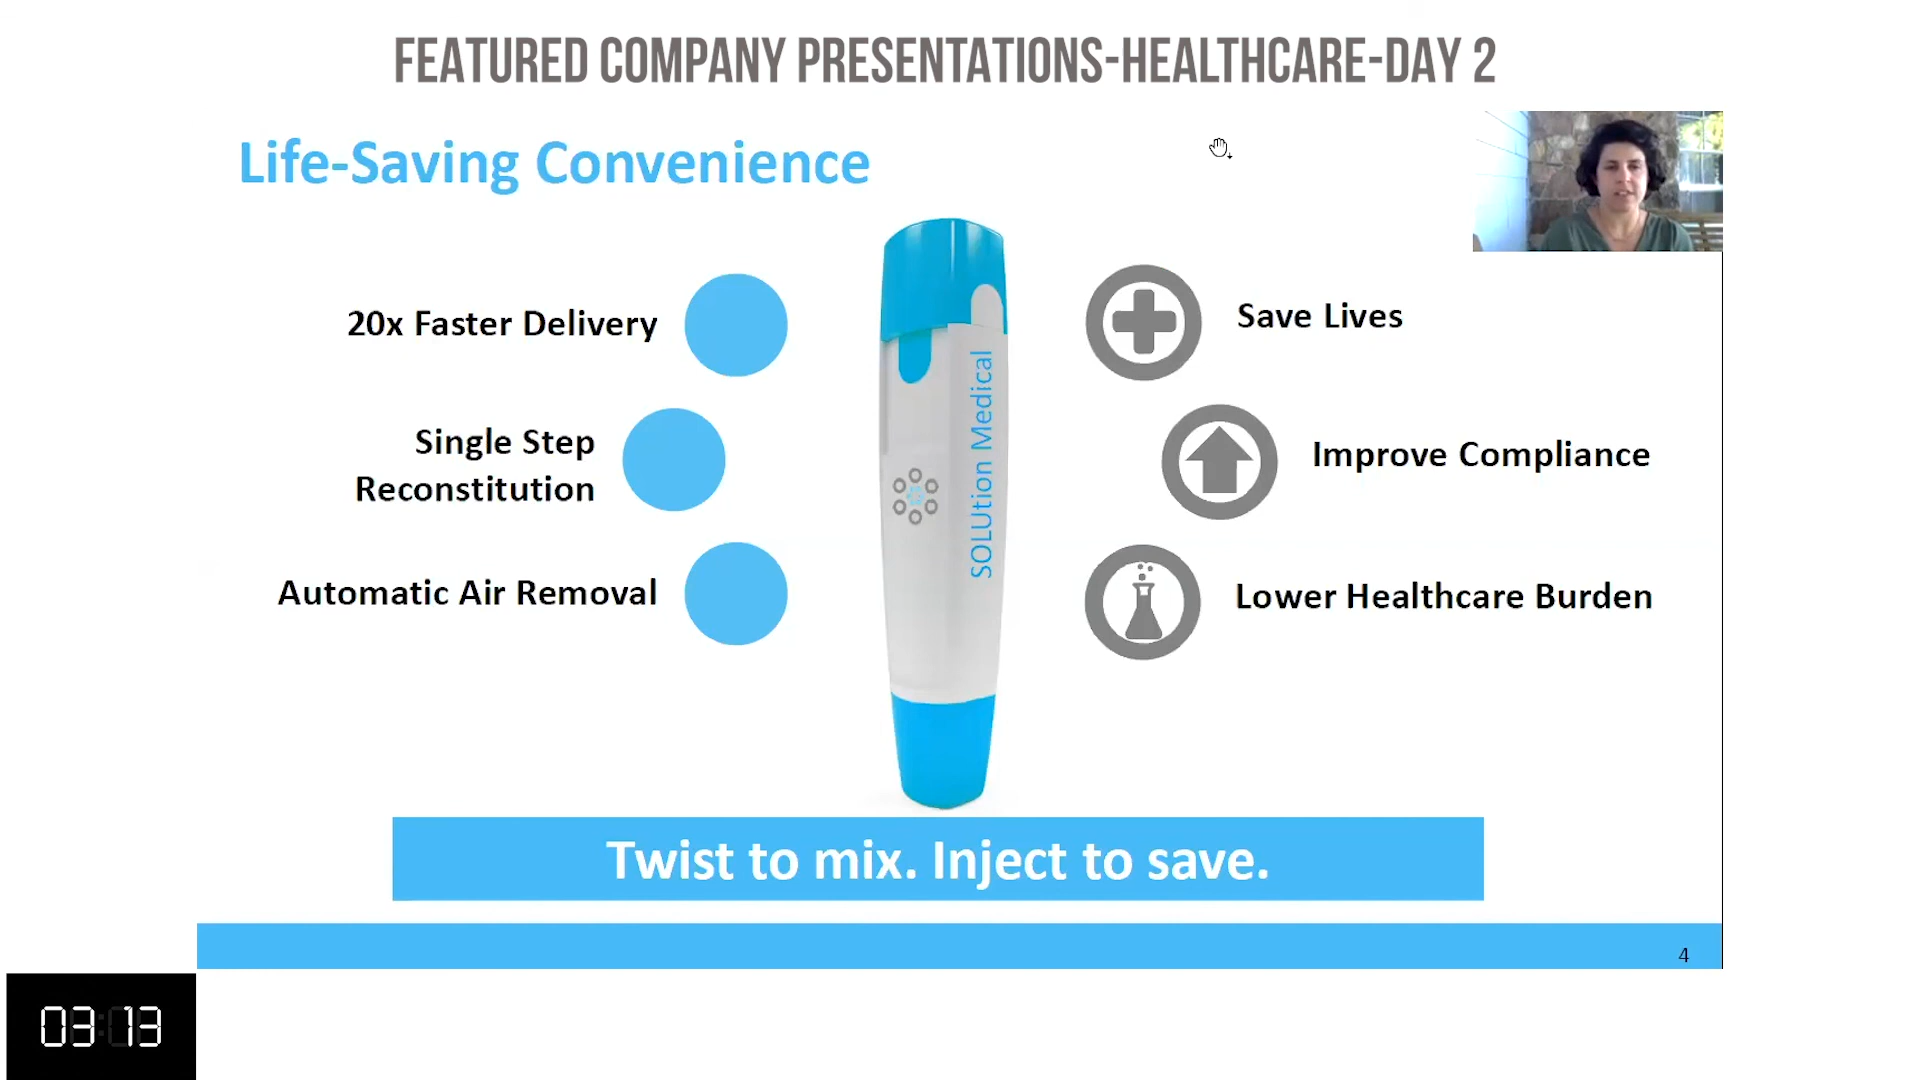 FEATURED COMPANY PRESENTATIONS-HEALTHCARE-DAY 2
Life-Saving Convenience
20x Faster Delivery
Single Step
Reconstitution
Automatic Air Removal
SOLUtion Medical
Save Lives
Improve Compliance
Lower Healthcare Burden
Twist to mix. Inject to save.
4
03:13